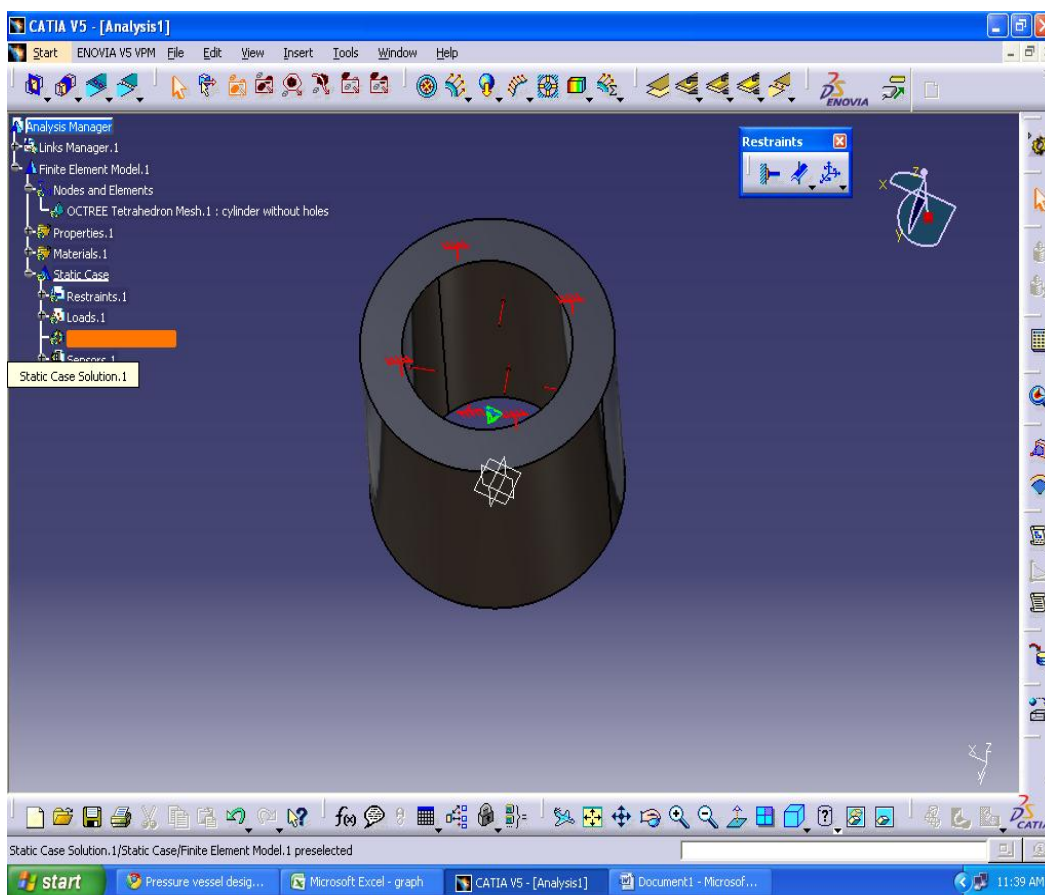 CATIA V5 - [Analysis1]
Start ENOVIA V5 VPM File Edit View Insert Tools Window Help
ENOVIA
Analysis Manager
Links Manager.1
Finite Element Model.1
Nodes and Elements
OCTREE Tetrahedron Mesh.1 : cylinder without holes
Properties.1
Materials.1
Static Case
Restraints.1
Loads.1
Sensors.1
Static Case Solution.1
Restraints
x
z
y
x z
y
f(x)
CATIA
Static Case Solution.1/Static Case/Finite Element Model.1 preselected
start Pressure vessel desig... Microsoft Excel - graph CATIA V5 - [Analysis1] Document1 - Microsof... 11:39 AM